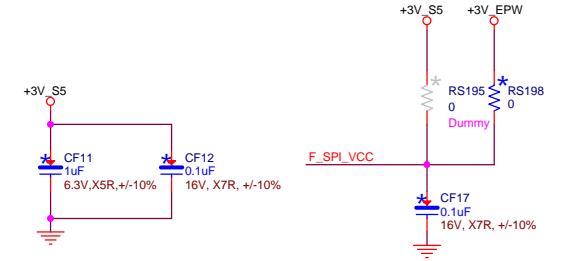 +3V_S5
CF11
1uF
6.3V,X5R,+/-10%
CF12
0.1uF
16V, X7R, +/-10%
+3V_S5
+3V_EPW
RS195
0
Dummy
RS198
0
F_SPI_VCC
CF17
0.1uF
16V, X7R, +/-10%